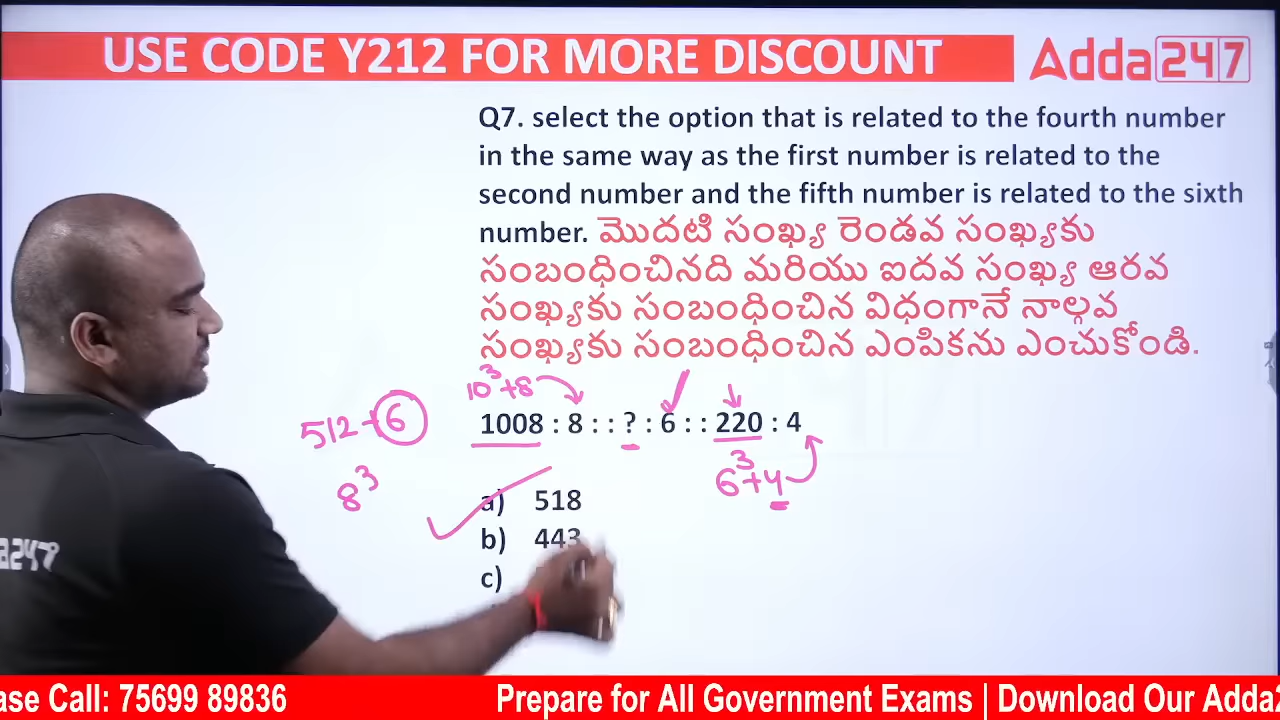 USE CODE Y212 FOR MORE DISCOUNT
Adda247
Q7. select the option that is related to the fourth number
in the same way as the first number is related to the
second number and the fifth number is related to the sixth
number. మొదటి సంఖ్య రెండవ సంఖ్యకు
సంబంధించినది మరియు ఐదవ సంఖ్య ఆరవ
సంఖ్యకు సంబంధించిన విధంగానే నాల్గవ
సంఖ్యకు సంబంధించిన ఎంపికను ఎంచుకోండి.
10³+8
512+6
1008 : 8 : : ? : 6 : : 220 : 4
6³+4
8³
a) 518
b) 443
c)
a247
ase Call: 75699 89836
Prepare for All Government Exams | Download Our Adda2